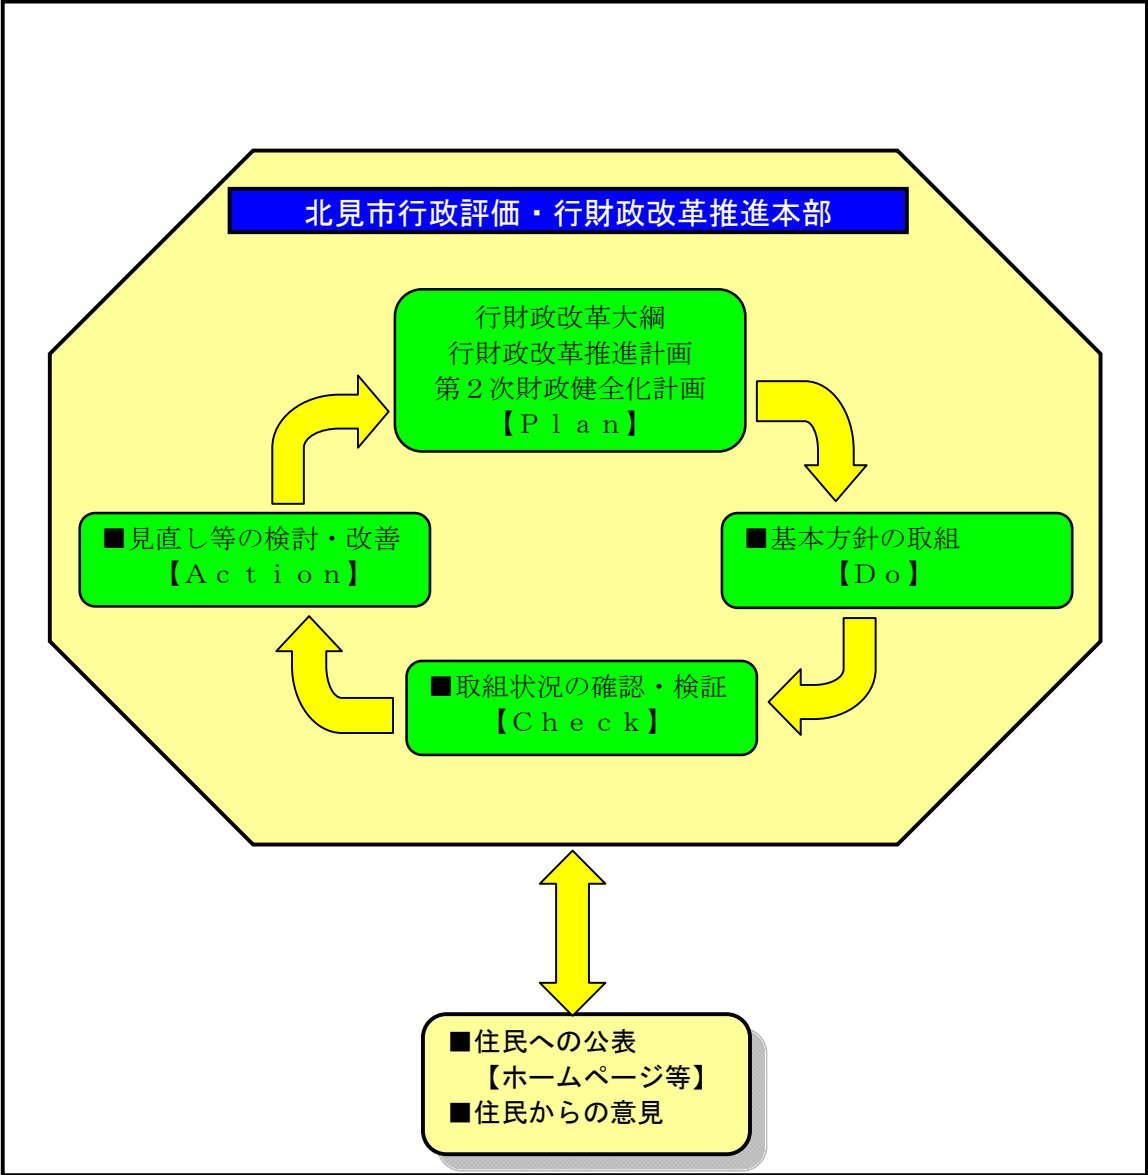 北見市行政評価・行財政改革推進本部
行財政改革大綱
行財政改革推進計画
第２次財政健全化計画
【Ｐｌａｎ】
■見直し等の検討・改善
【Ａｃｔｉｏｎ】
■基本方針の取組
【Ｄｏ】
■取組状況の確認・検証
【Ｃｈｅｃｋ】
■住民への公表
【ホームページ等】
■住民からの意見